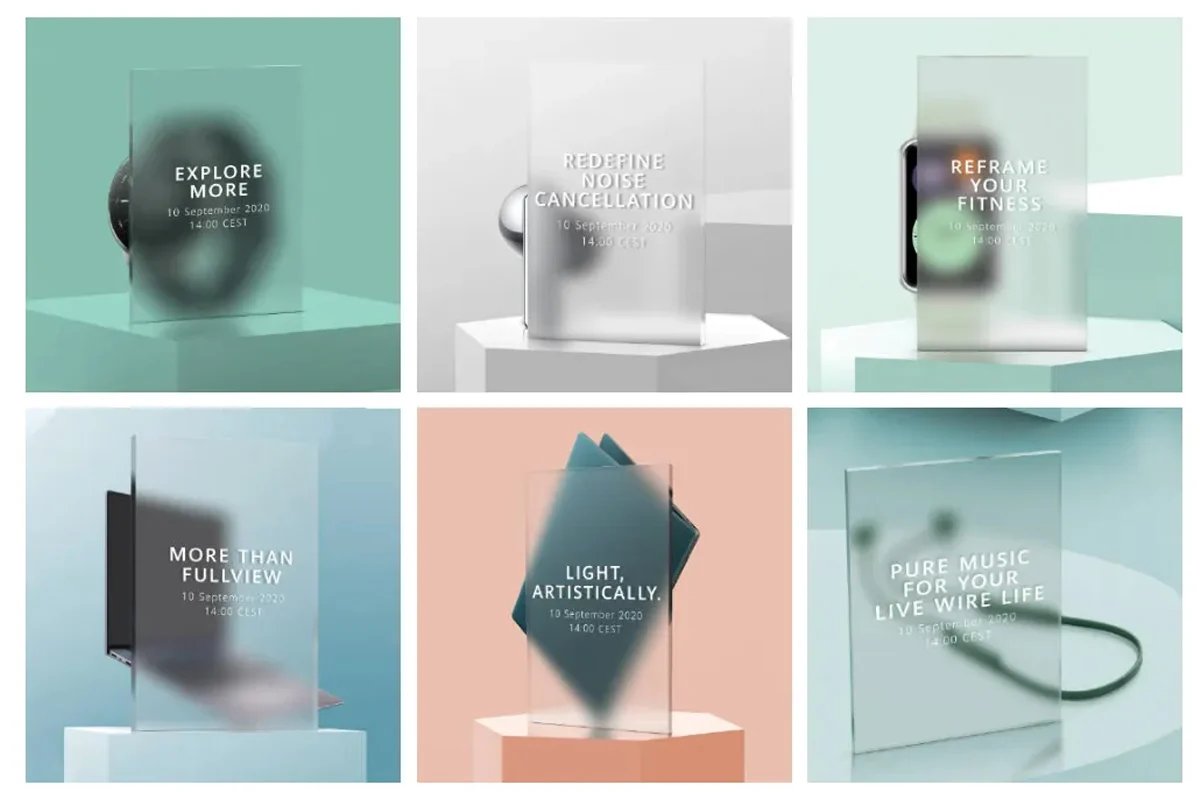 EXPLORE
MORE
10 September 2020
14:00 CEST
REDEFINE
NOISE
CANCELLATION
10 September 2020
14:00 CEST
REFRAME
YOUR
FITNESS
10 September 2020
14:00 CEST
MORE THAN
FULLVIEW
10 September 2020
14:00 CEST
LIGHT,
ARTISTICALLY.
10 September 2020
14:00 CEST
PURE MUSIC
FOR YOUR
LIVE WIRE LIFE
10 September 2020
14:00 CEST